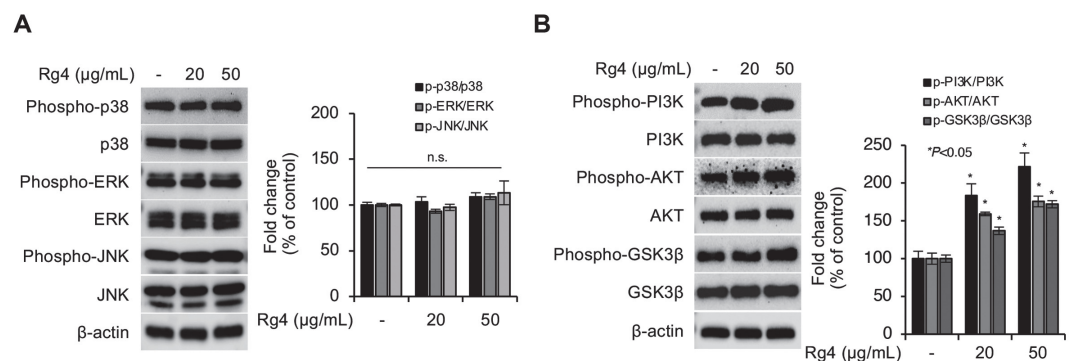 A
Rg4 (µg/mL) - 20 50
Phospho-p38
p38
Phospho-ERK
ERK
Phospho-JNK
JNK
β-actin
p-p38/p38
p-ERK/ERK
p-JNK/JNK
200
150
100
50
0
n.s.
Fold change
(% of control)
Rg4 (µg/mL) - 20 50
B
Rg4 (µg/mL) - 20 50
Phospho-PI3K
PI3K
Phospho-AKT
AKT
Phospho-GSK3β
GSK3β
β-actin
p-PI3K/PI3K
p-AKT/AKT
p-GSK3β/GSK3β
*P<0.05
250
200
150
100
50
0
* * *
* * *
Fold change
(% of control)
Rg4 (µg/mL) - 20 50